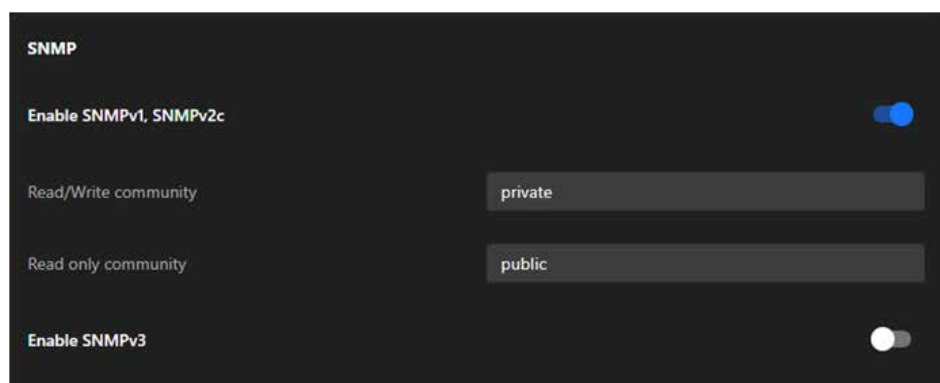 SNMP
Enable SNMPv1, SNMPv2c
Read/Write community private
Read only community public
Enable SNMPv3